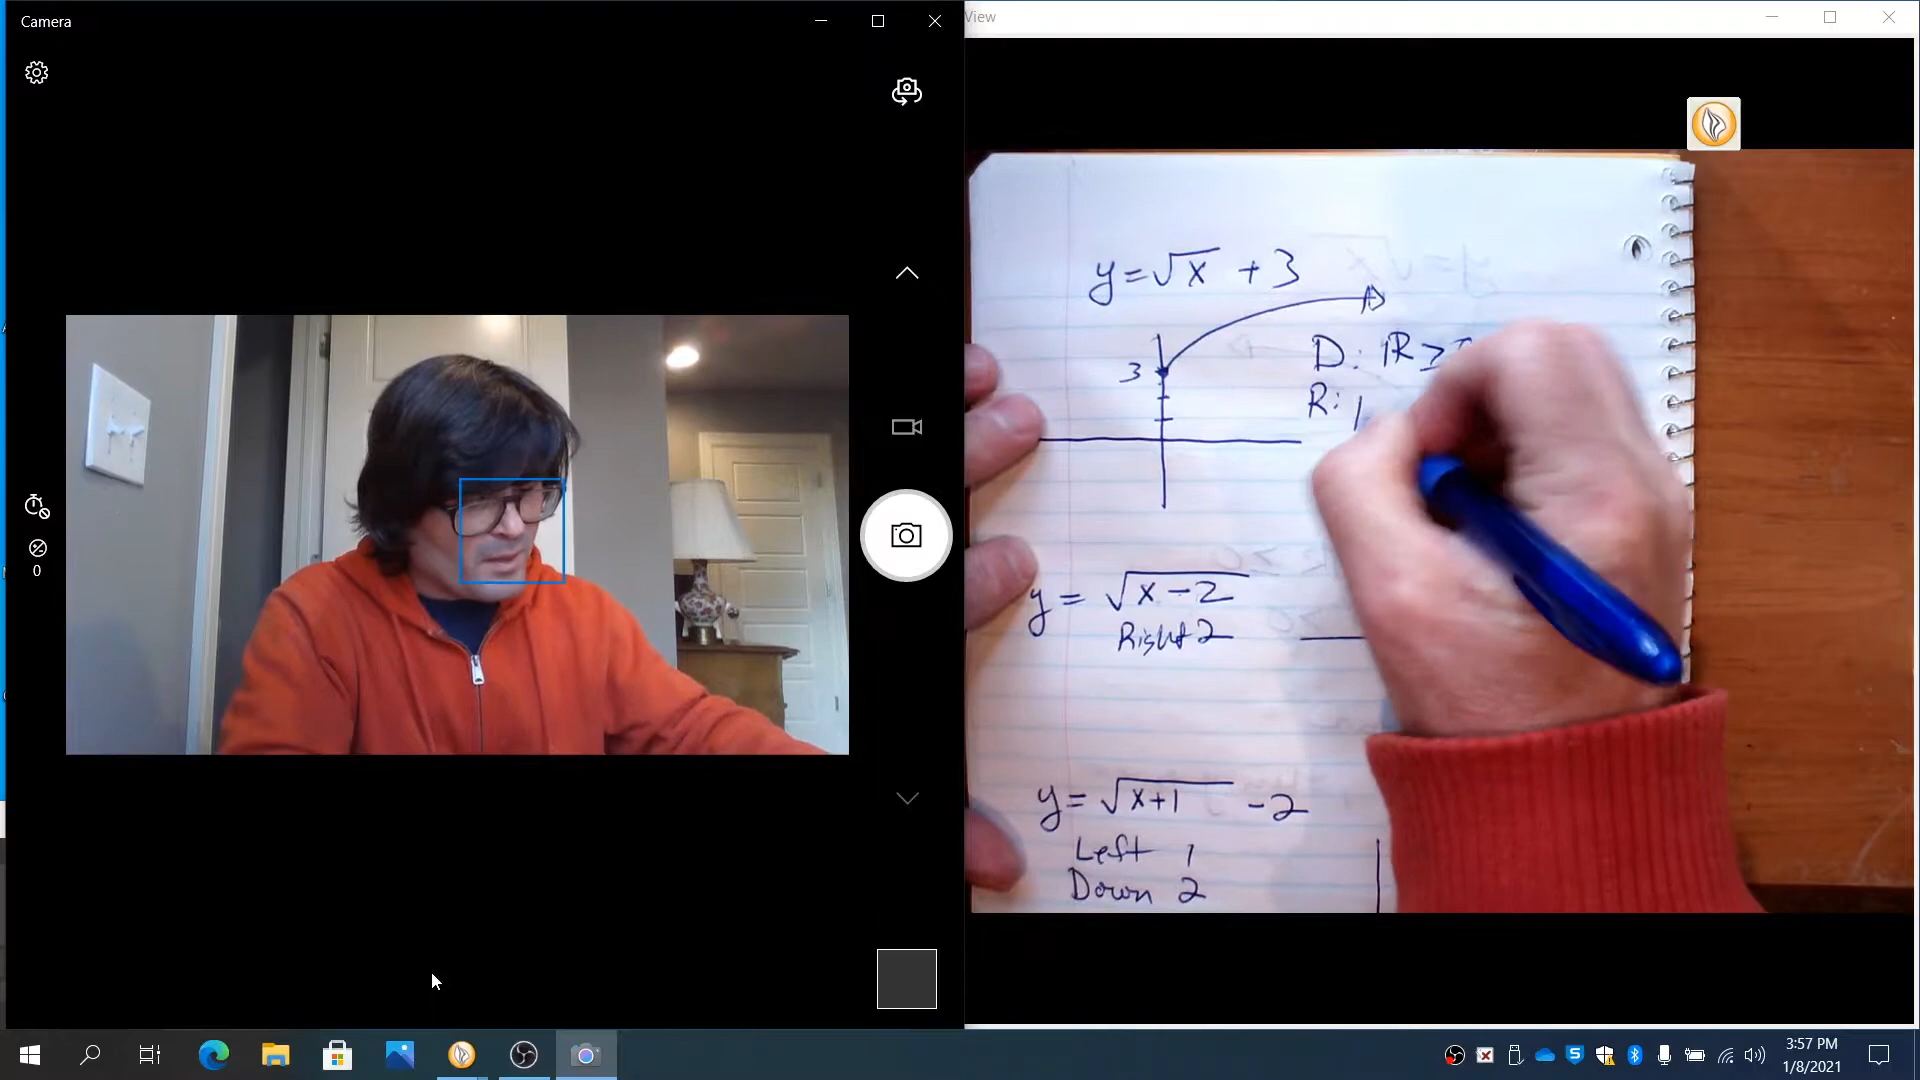 Camera
View
0
y = √x + 3
3
D: ℝ ≥
R:
y = √x - 2
Right 2
y = √x+1 - 2
Left 1
Down 2
3:57 PM
1/8/2021